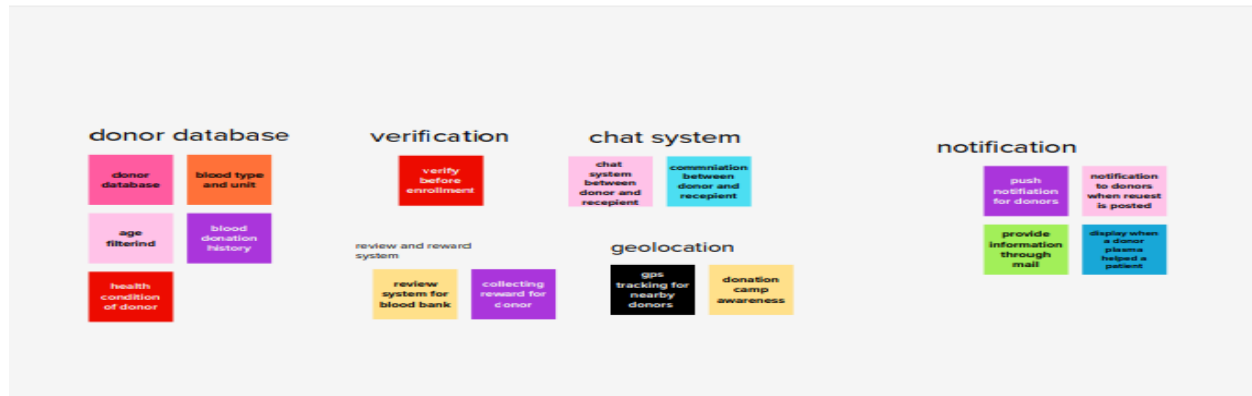 donor database
donor
database
blood type
and unit
age
filterind
blood
donation
history
health
condition
of donor
verification
verify
before
enrollment
review and reward
system
review
system for
blood bank
collecting
reward for
donor
chat system
chat
system
between
donor and
recepient
commniation
between
donor and
recepient
geolocation
gps
tracking for
nearby
donors
donation
camp
awareness
notification
push
notifiation
for donors
notification
to donors
when reuest
is posted
provide
information
through
mail
display when
a donor
plasma
helped a
patient